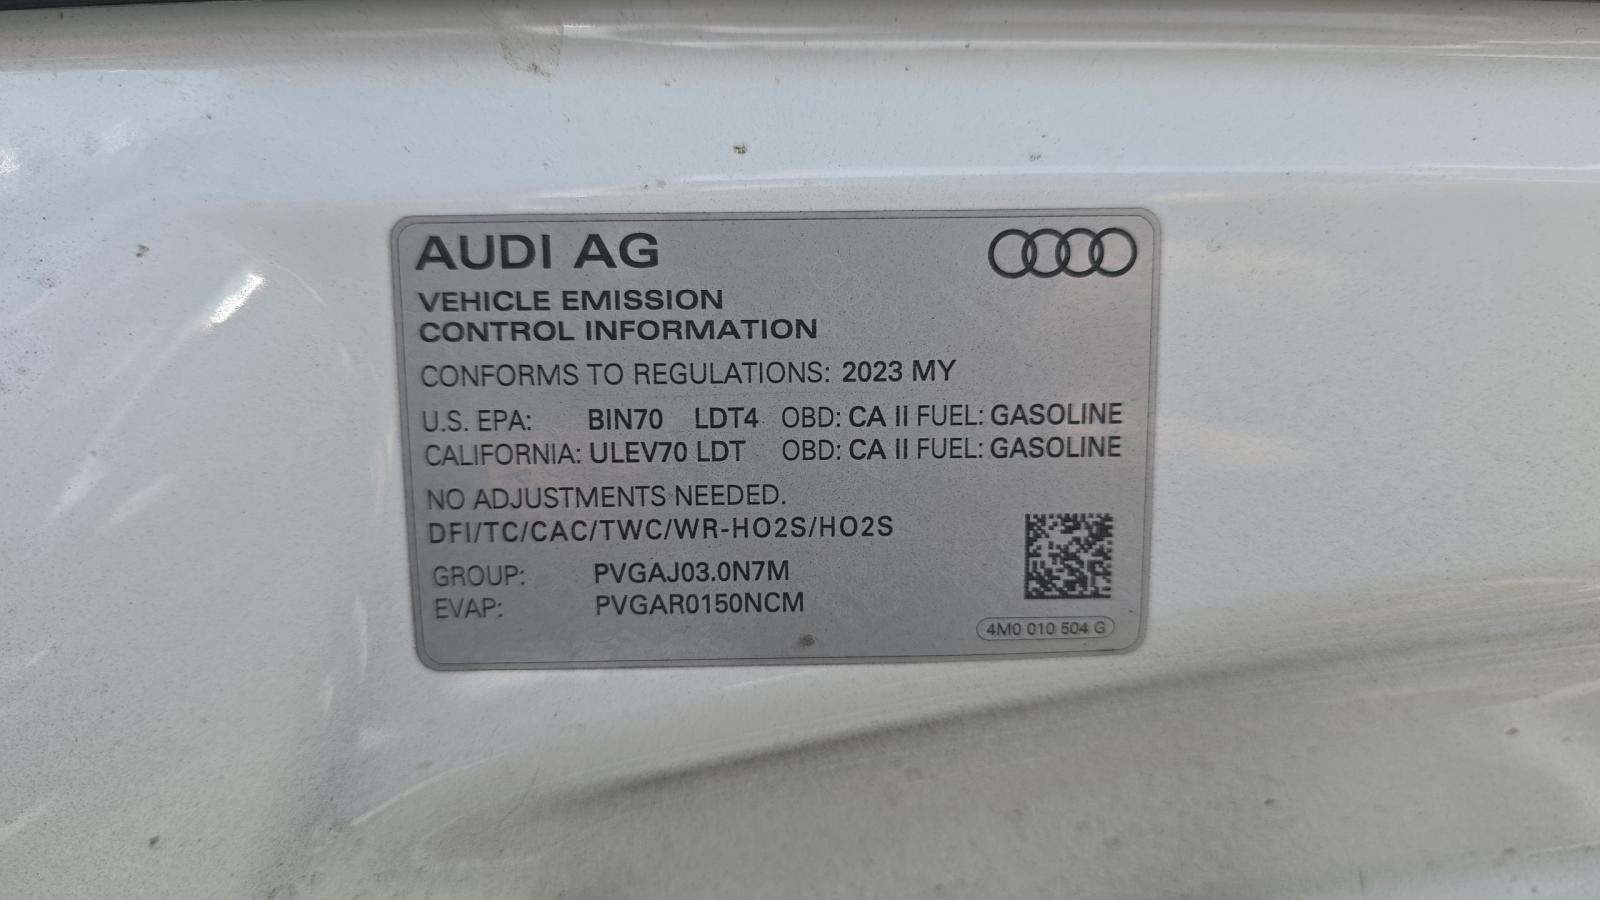 AUDI AG
VEHICLE EMISSION
CONTROL INFORMATION
CONFORMS TO REGULATIONS: 2023 MY
U.S. EPA: BIN70 LDT4 OBD: CA II FUEL: GASOLINE
CALIFORNIA: ULEV70 LDT OBD: CA II FUEL: GASOLINE
NO ADJUSTMENTS NEEDED.
DFI/TC/CAC/TWC/WR-HO2S/HO2S
GROUP: PVGAJ03.0N7M
EVAP: PVGAR0150NCM
4M0 010 504 G